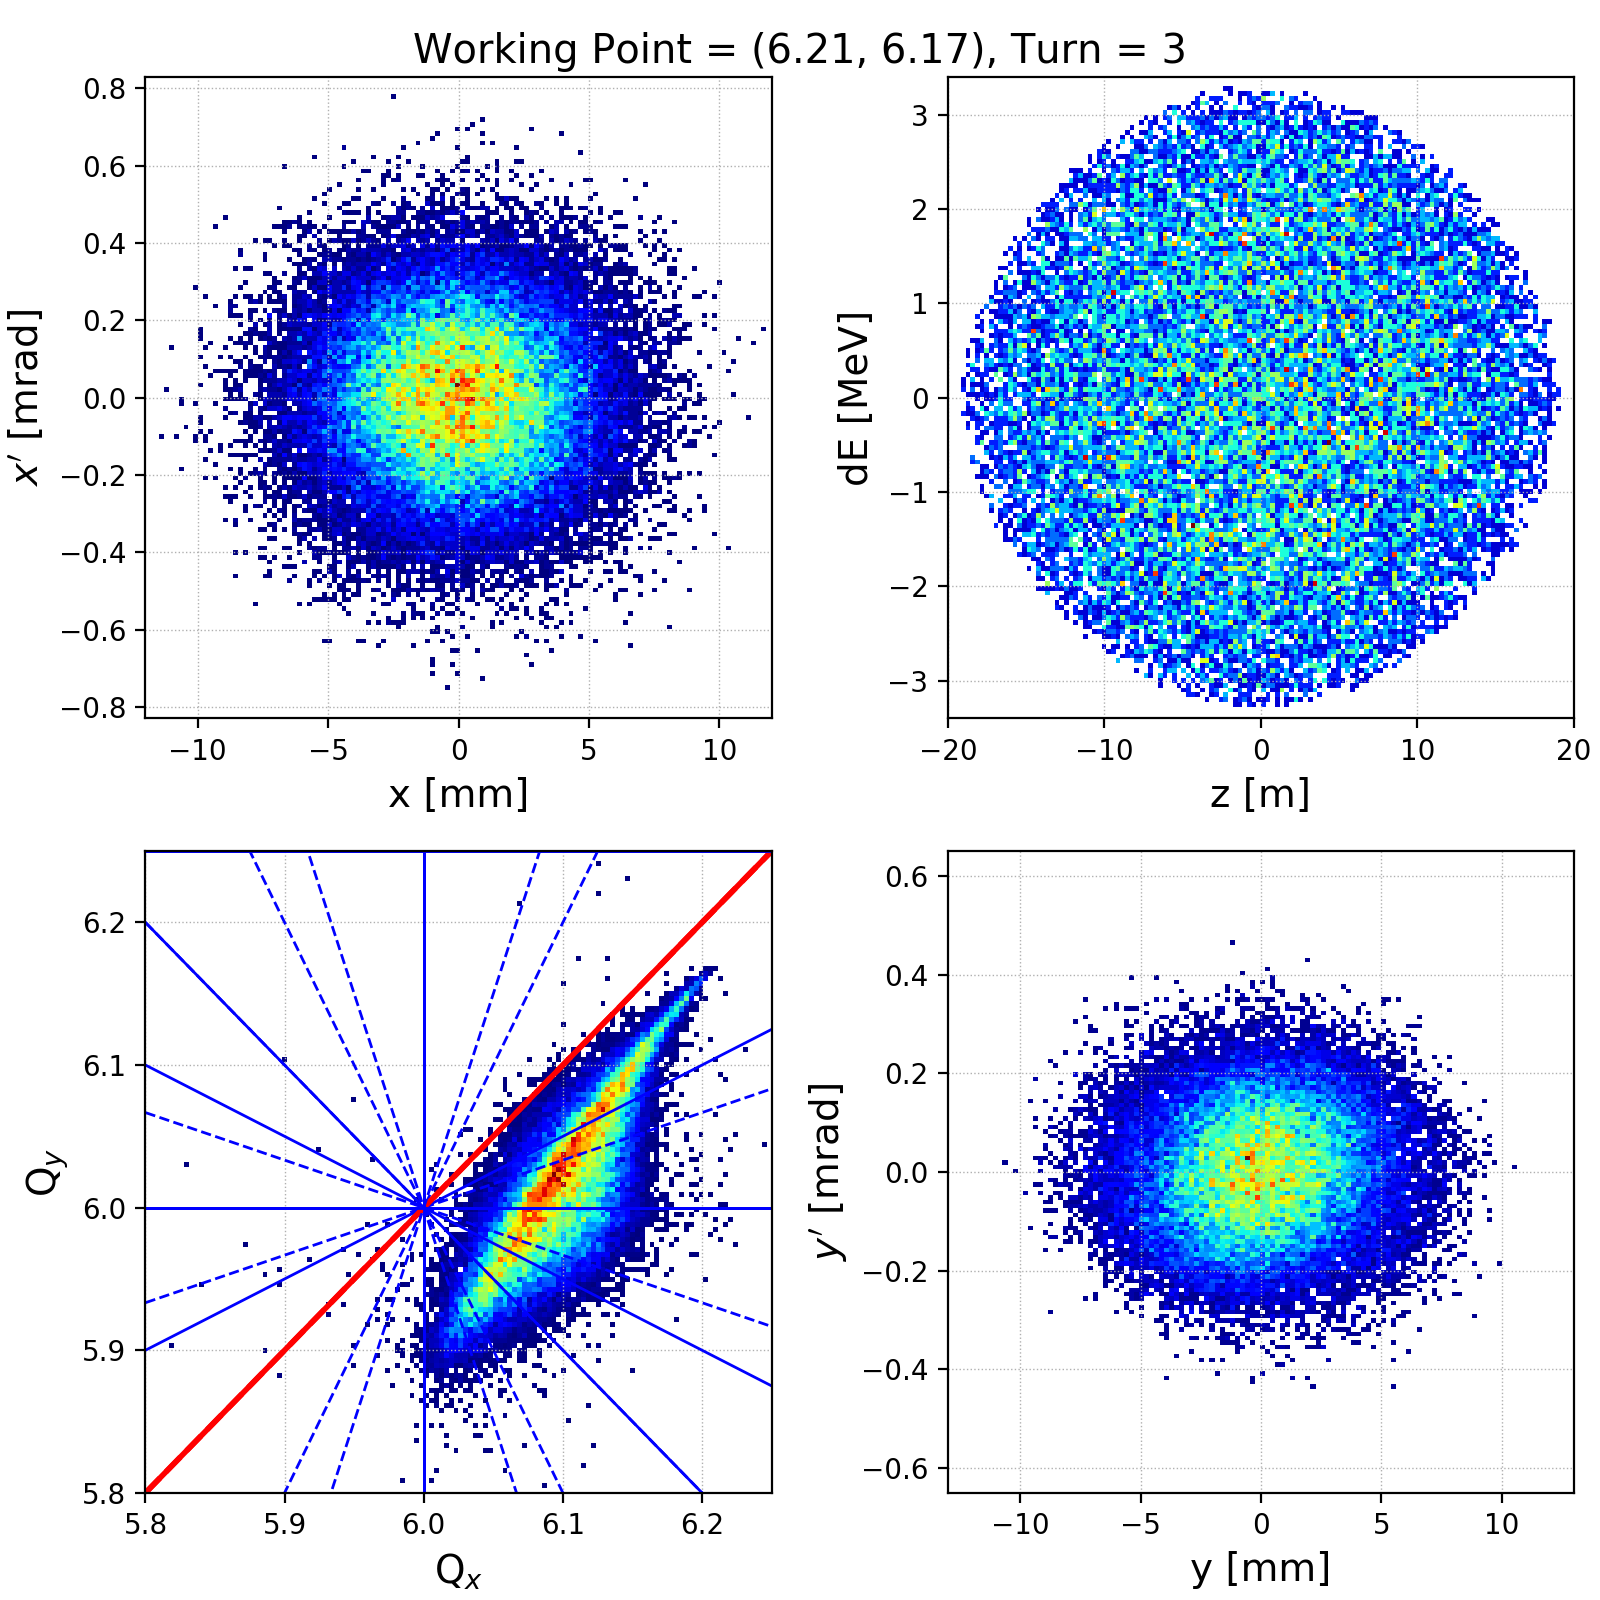 Working Point = (6.21, 6.17), Turn = 3
0.8
0.6
0.4
0.2
0.0
−0.2
−0.4
−0.6
−0.8
x′ [mrad]
−10 −5 0 5 10
x [mm]
3
2
1
0
−1
−2
−3
dE [MeV]
−20 −10 0 10 20
z [m]
6.2
6.1
6.0
5.9
5.8
Qy
5.8 5.9 6.0 6.1 6.2
Qx
0.6
0.4
0.2
0.0
−0.2
−0.4
−0.6
y′ [mrad]
−10 −5 0 5 10
y [mm]